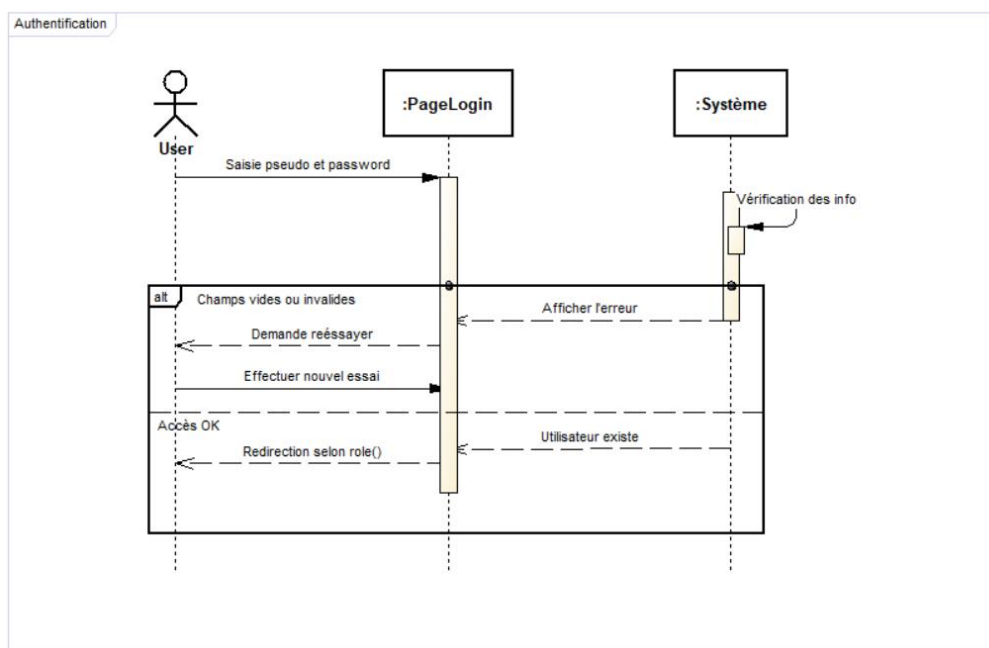 Authentification
User
:PageLogin
:Système
Saisie pseudo et password
Vérification des info
alt
Champs vides ou invalides
Afficher l'erreur
Demande reéssayer
Effectuer nouvel essai
Accès OK
Utilisateur existe
Redirection selon role()